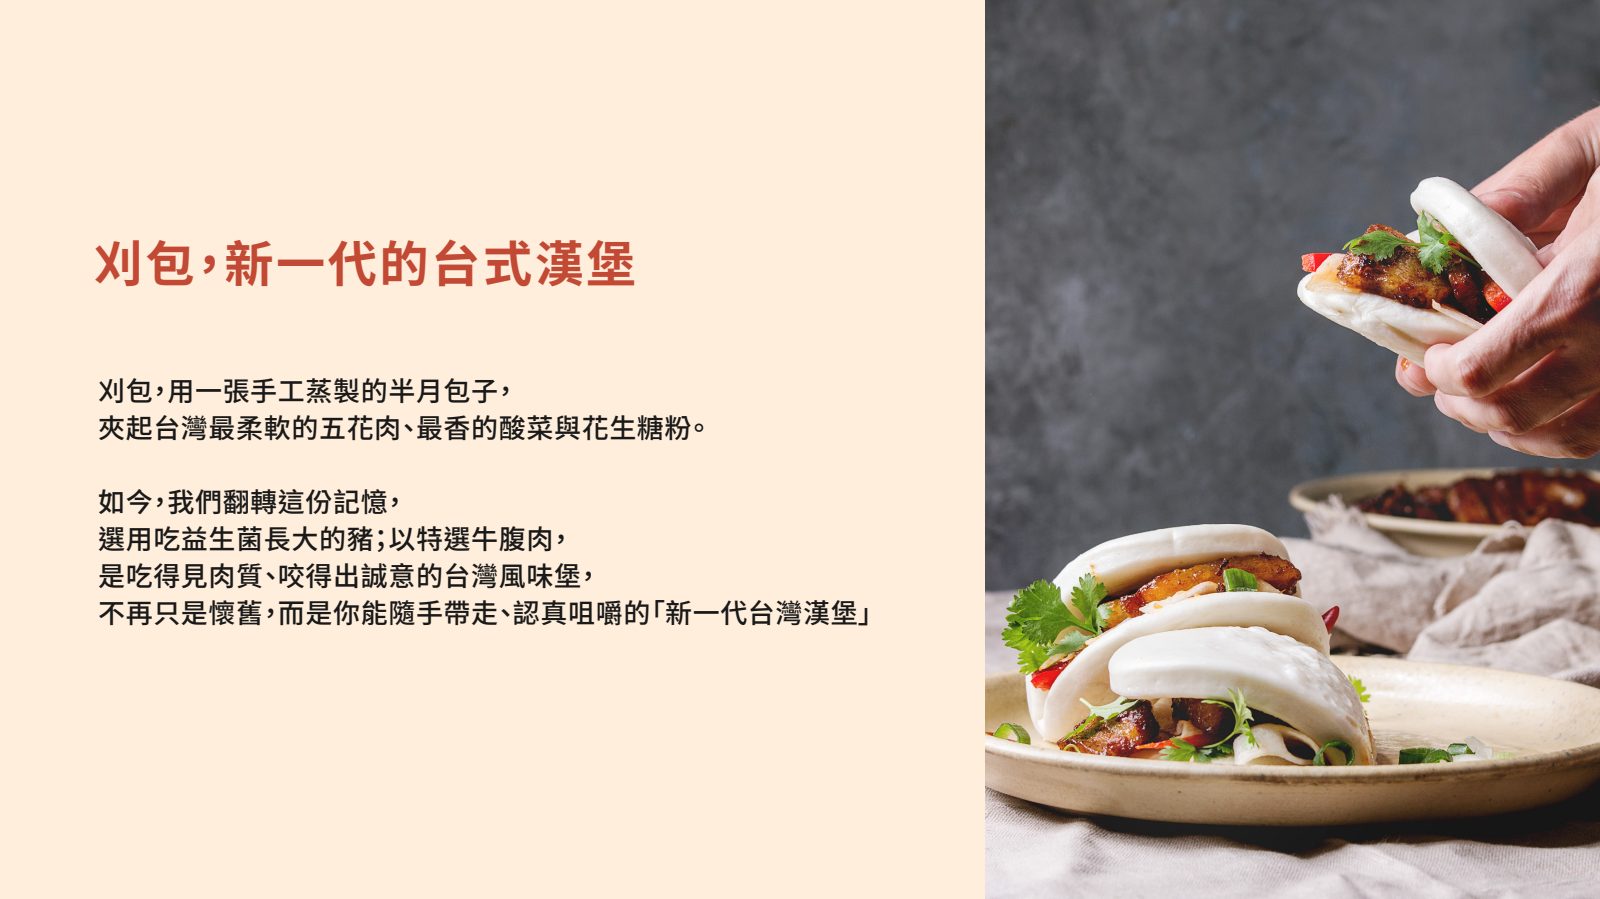 刈包，新一代的台式漢堡
刈包，用一張手工蒸製的半月包子，
夾起台灣最柔軟的五花肉、最香的酸菜與花生糖粉。
如今，我們翻轉這份記憶，
選用吃益生菌長大的豬；以特選牛腹肉，
是吃得見肉質、咬得出誠意的台灣風味堡，
不再只是懷舊，而是你能隨手帶走、認真咀嚼的「新一代台灣漢堡」